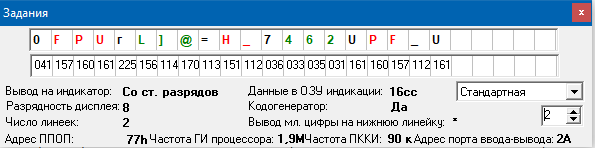 Задания x
0 F P U г L ] @ = H _ 7 4 6 2 U P F _ U
041 157 160 161 225 156 114 170 113 151 112 036 033 035 031 161 160 157 112 161
Вывод на индикатор: Со ст. разрядов Данные в ОЗУ индикации: 16сс Стандартная
Разрядность дисплея: 8 Кодогенератор: Да 2
Число линеек: 2 Вывод мл. цифры на нижнюю линейку: *
Адрес ППОП: 77h Частота ГИ процессора: 1,9М Частота ПККИ: 90 к Адрес порта ввода-вывода: 2А